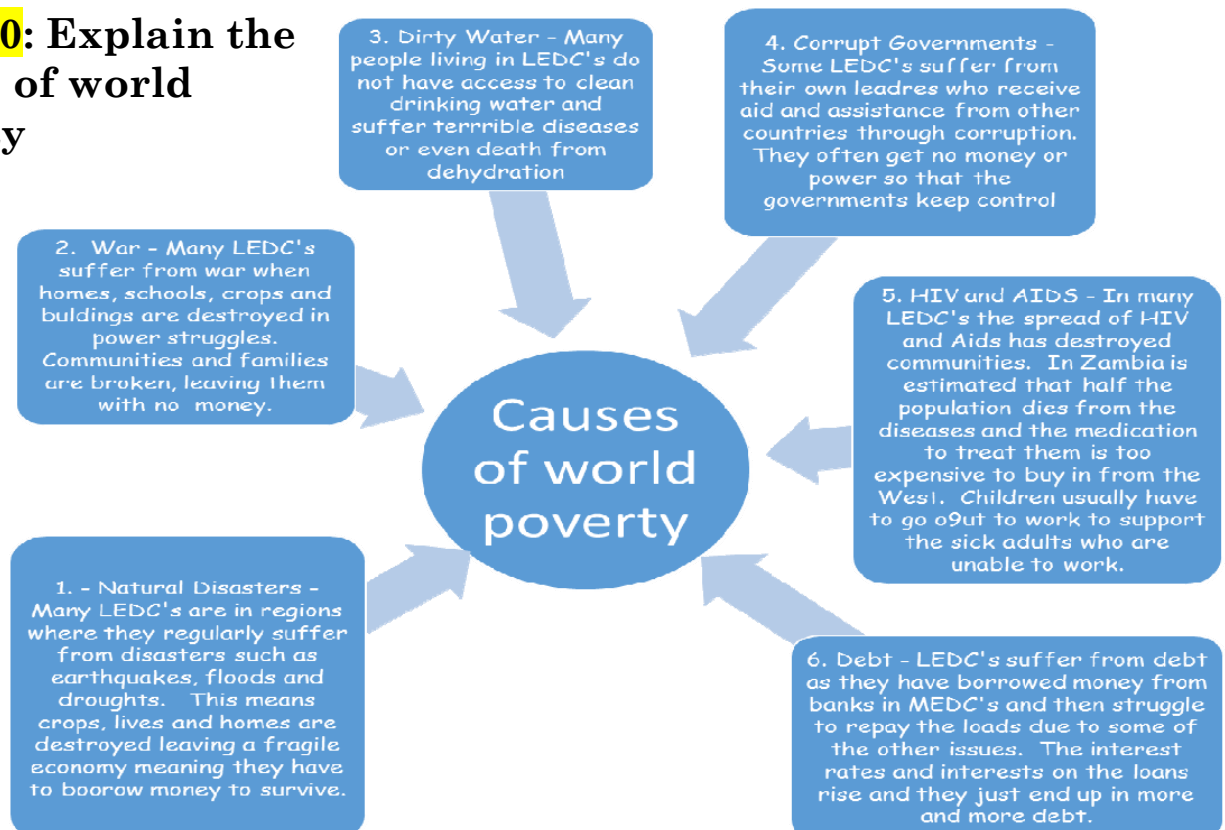 0: Explain the
of world
y
3. Dirty Water - Many
people living in LEDC's do
not have access to clean
drinking water and
suffer terrrible diseases
or even death from
dehydration
4. Corrupt Governments -
Some LEDC's suffer from
their own leadres who receive
aid and assistance from other
countries through corruption.
They often get no money or
power so that the
governments keep control
2. War - Many LEDC's
suffer from war when
homes, schools, crops and
buldings are destroyed in
power struggles.
Communities and families
are broken, leaving them
with no money.
5. HIV and AIDS - In many
LEDC's the spread of HIV
and Aids has destroyed
communities. In Zambia is
estimated that half the
population dies from the
diseases and the medication
to treat them is too
expensive to buy in from the
West. Children usually have
to go o9ut to work to support
the sick adults who are
unable to work.
Causes
of world
poverty
1. - Natural Disasters -
Many LEDC's are in regions
where they regularly suffer
from disasters such as
earthquakes, floods and
droughts. This means
crops, lives and homes are
destroyed leaving a fragile
economy meaning they have
to boorow money to survive.
6. Debt - LEDC's suffer from debt
as they have borrowed money from
banks in MEDC's and then struggle
to repay the loads due to some of
the other issues. The interest
rates and interests on the loans
rise and they just end up in more
and more debt.